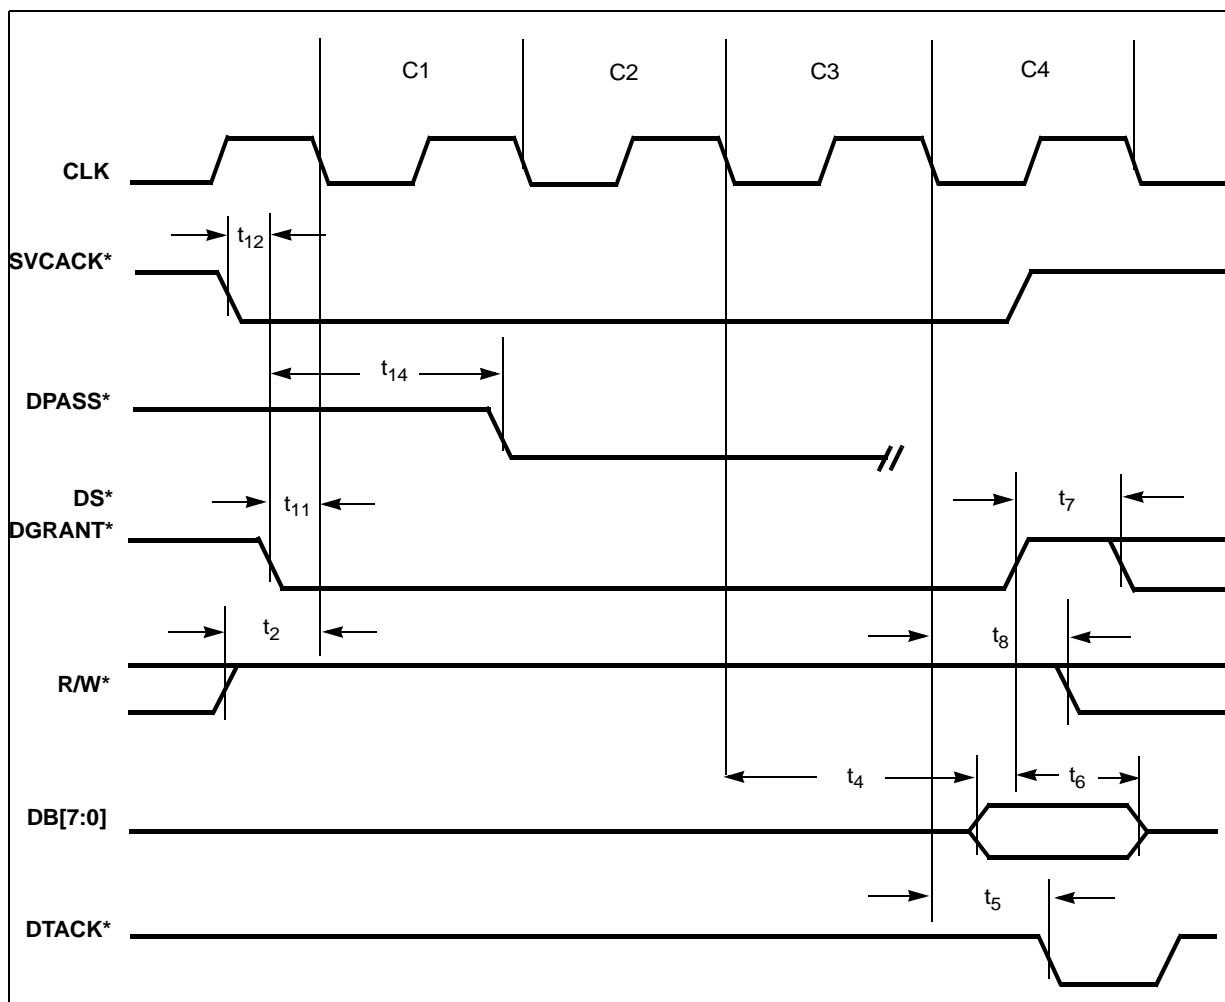 C1 C2 C3 C4
CLK
t12
SVCACK*
t14
DPASS*
DS*
t11
t7
DGRANT*
t2
t8
R/W*
t4
t6
DB[7:0]
t5
DTACK*